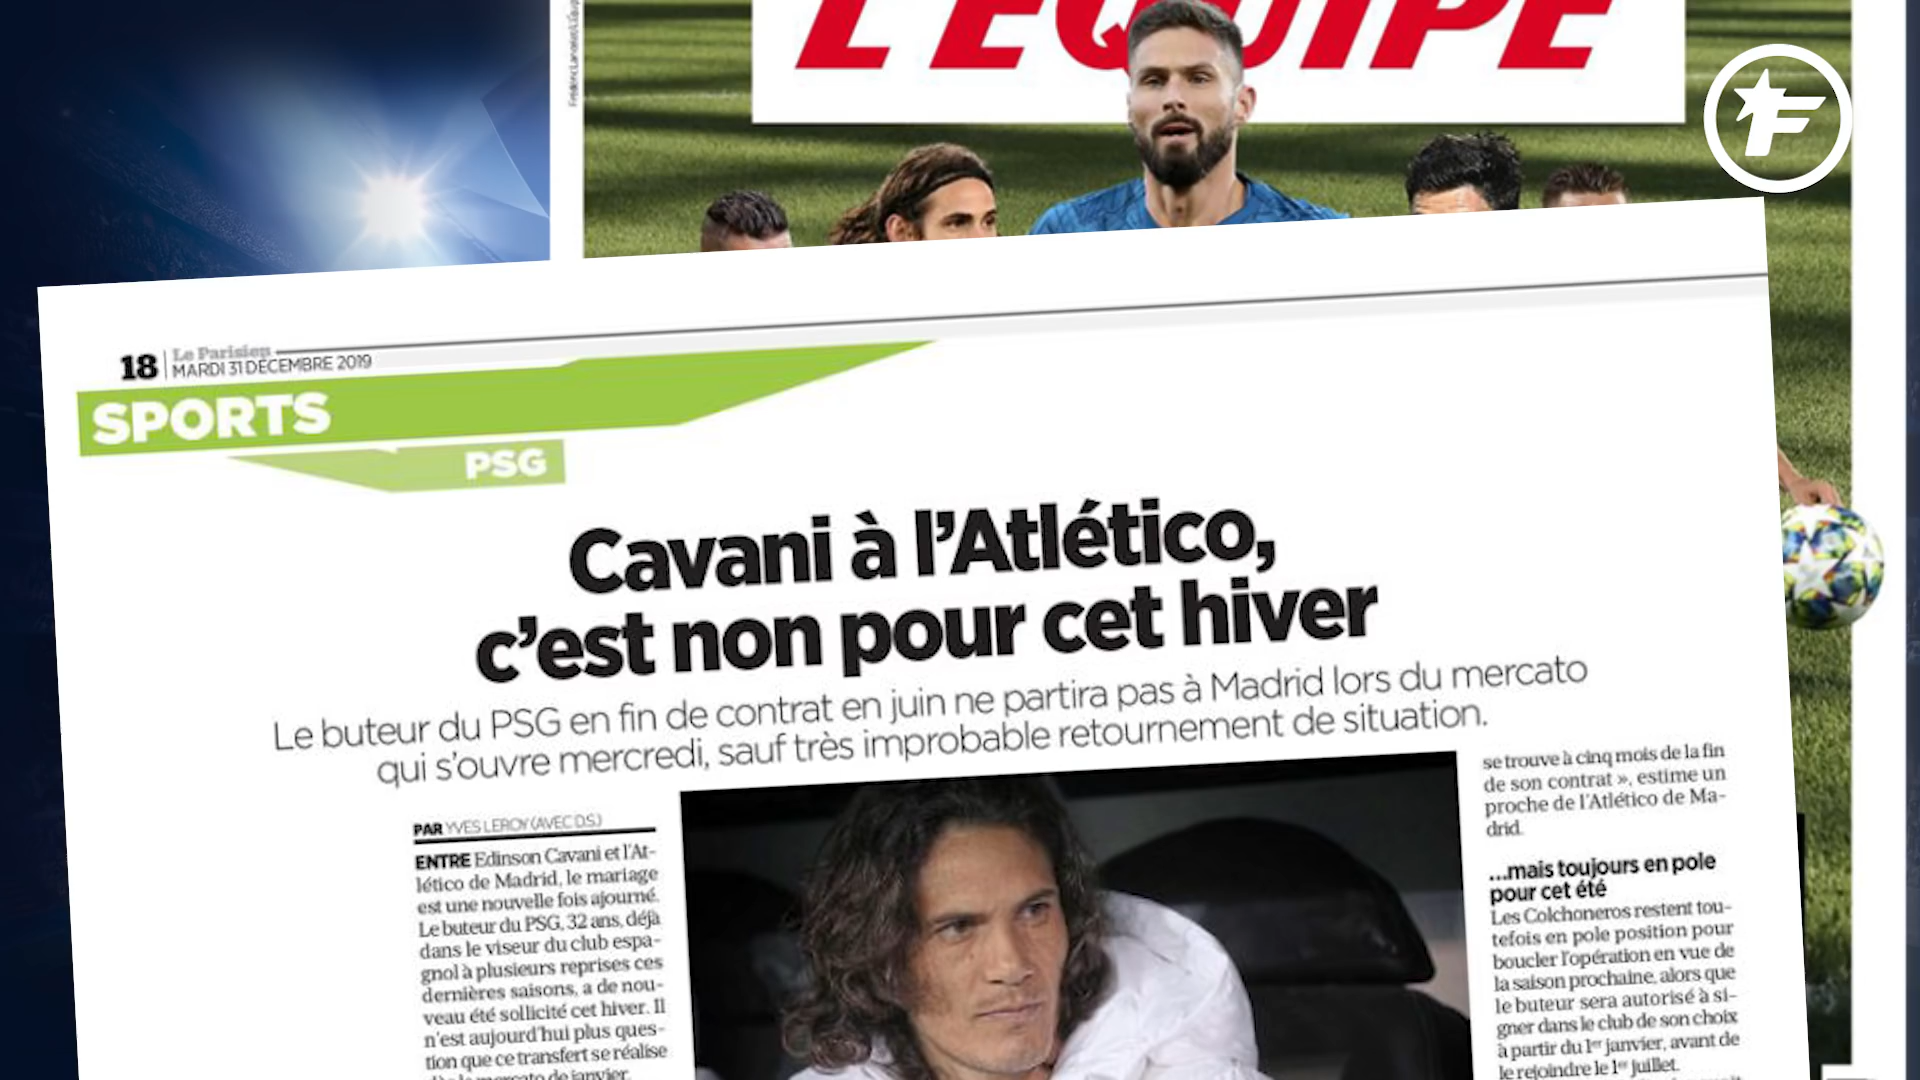 L'ÉQUIPE
F
18
Le Parisien
MARDI 31 DÉCEMBRE 2019
SPORTS
PSG
Cavani à l'Atlético,
c'est non pour cet hiver
Le buteur du PSG en fin de contrat en juin ne partira pas à Madrid lors du mercato
qui s'ouvre mercredi, sauf très improbable retournement de situation.
PAR YVES LEROY (AVEC D.S.)
ENTRE Edinson Cavani et l'At-
lético de Madrid, le mariage
est une nouvelle fois ajourné.
Le buteur du PSG, 32 ans, déjà
dans le viseur du club espa-
gnol à plusieurs reprises ces
dernières saisons, a de nou-
veau été sollicité cet hiver. Il
n'est aujourd'hui plus ques-
tion que ce transfert se réalise
dès le mercato de janvier.
se trouve à cinq mois de la fin
de son contrat », estime un
proche de l'Atlético de Ma-
drid.
...mais toujours en pole
pour cet été
Les Colchoneros restent tou-
tefois en pole position pour
boucler l'opération en vue de
la saison prochaine, alors que
le buteur sera autorisé à si-
gner dans le club de son choix
à partir du 1er janvier, avant de
le rejoindre le 1er juillet.